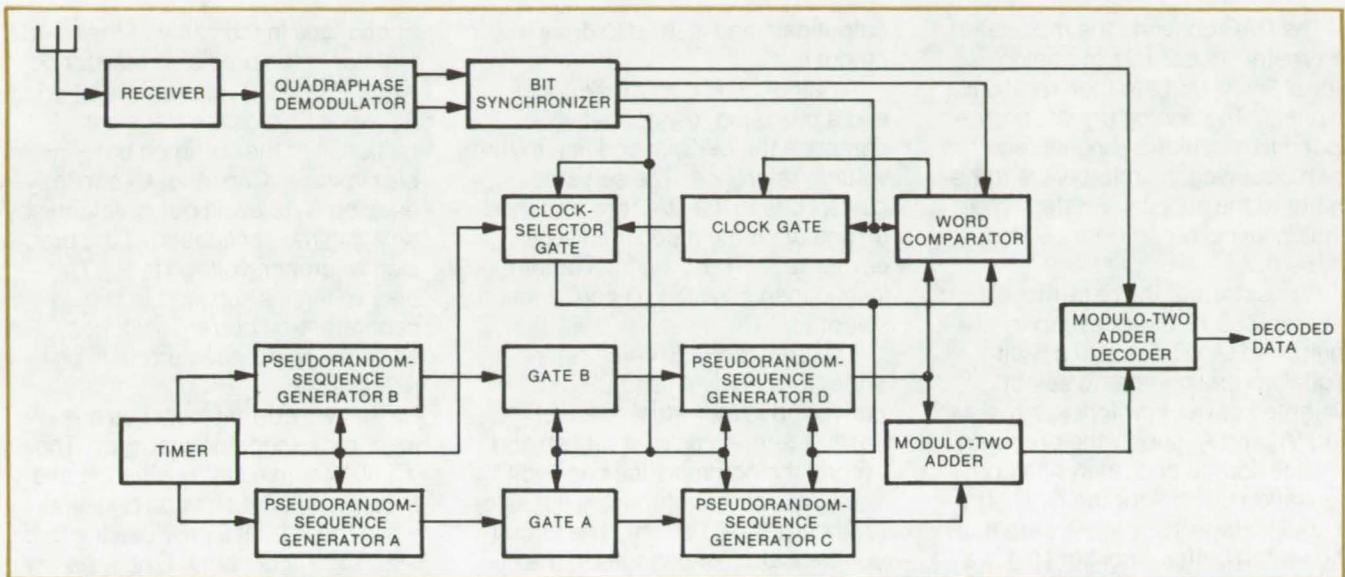 RECEIVER
QUADRAPHASE
DEMODULATOR
BIT
SYNCHRONIZER
CLOCK-
SELECTOR
GATE
CLOCK GATE
WORD
COMPARATOR
MODULO-TWO
ADDER
DECODER
DECODED
DATA
PSEUDORANDOM-
SEQUENCE
GENERATOR B
GATE B
PSEUDORANDOM-
SEQUENCE
GENERATOR D
TIMER
MODULO-TWO
ADDER
PSEUDORANDOM-
SEQUENCE
GENERATOR A
GATE A
PSEUDORANDOM-
SEQUENCE
GENERATOR C